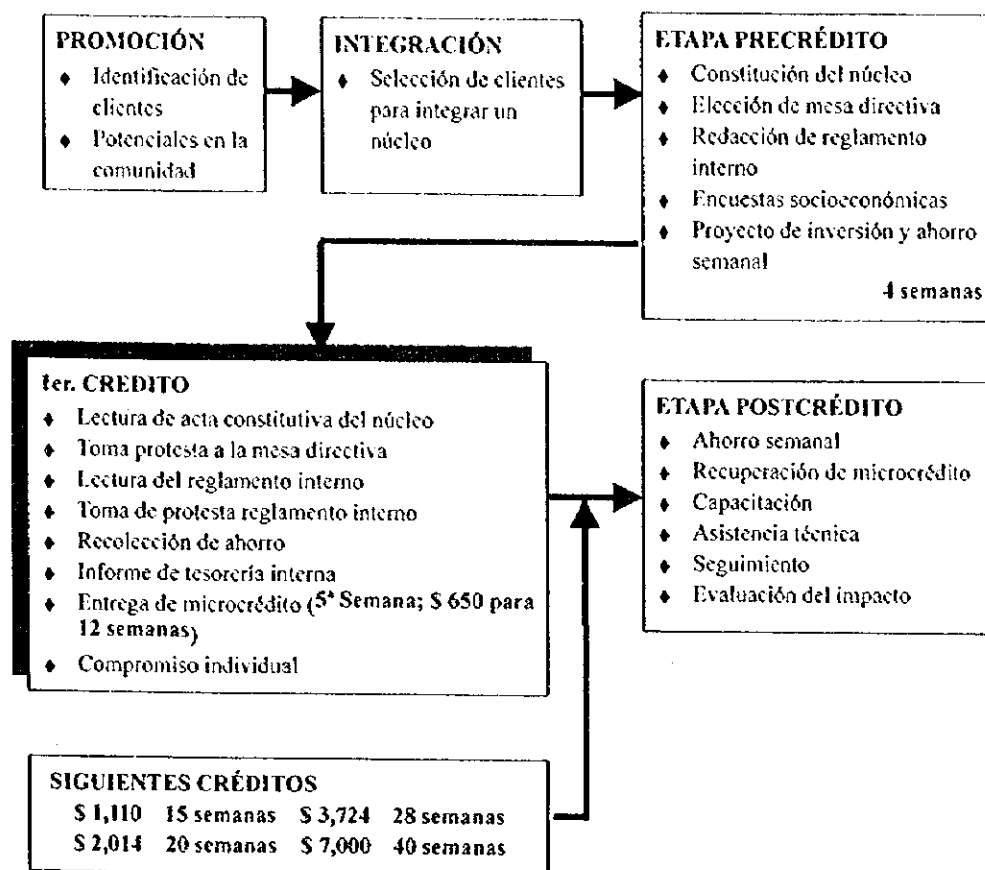 PROMOCIÓN
♦ Identificación de
clientes
♦ Potenciales en la
comunidad
INTEGRACIÓN
♦ Selección de clientes
para integrar un
núcleo
ETAPA PRECRÉDITO
♦ Constitución del núcleo
♦ Elección de mesa directiva
♦ Redacción de reglamento
interno
♦ Encuestas socioeconómicas
♦ Proyecto de inversión y ahorro
semanal
4 semanas
1er. CREDITO
♦ Lectura de acta constitutiva del núcleo
♦ Toma protesta a la mesa directiva
♦ Lectura del reglamento interno
♦ Toma de protesta reglamento interno
♦ Recolección de ahorro
♦ Informe de tesorería interna
♦ Entrega de microcrédito (5ª Semana; $ 650 para
12 semanas)
♦ Compromiso individual
ETAPA POSTCRÉDITO
♦ Ahorro semanal
♦ Recuperación de microcrédito
♦ Capacitación
♦ Asistencia técnica
♦ Seguimiento
♦ Evaluación del impacto
SIGUIENTES CRÉDITOS
$ 1,110 15 semanas $ 3,724 28 semanas
$ 2,014 20 semanas $ 7,000 40 semanas